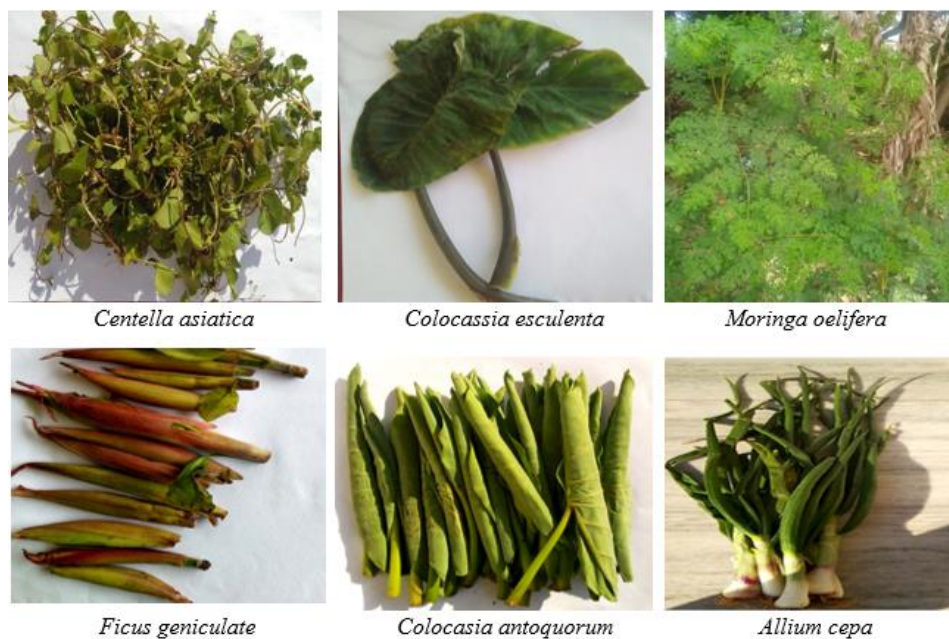 Centella asiatica
Colocassia esculenta
Moringa oelifera
Ficus geniculate
Colocasia antoquorum
Allium cepa